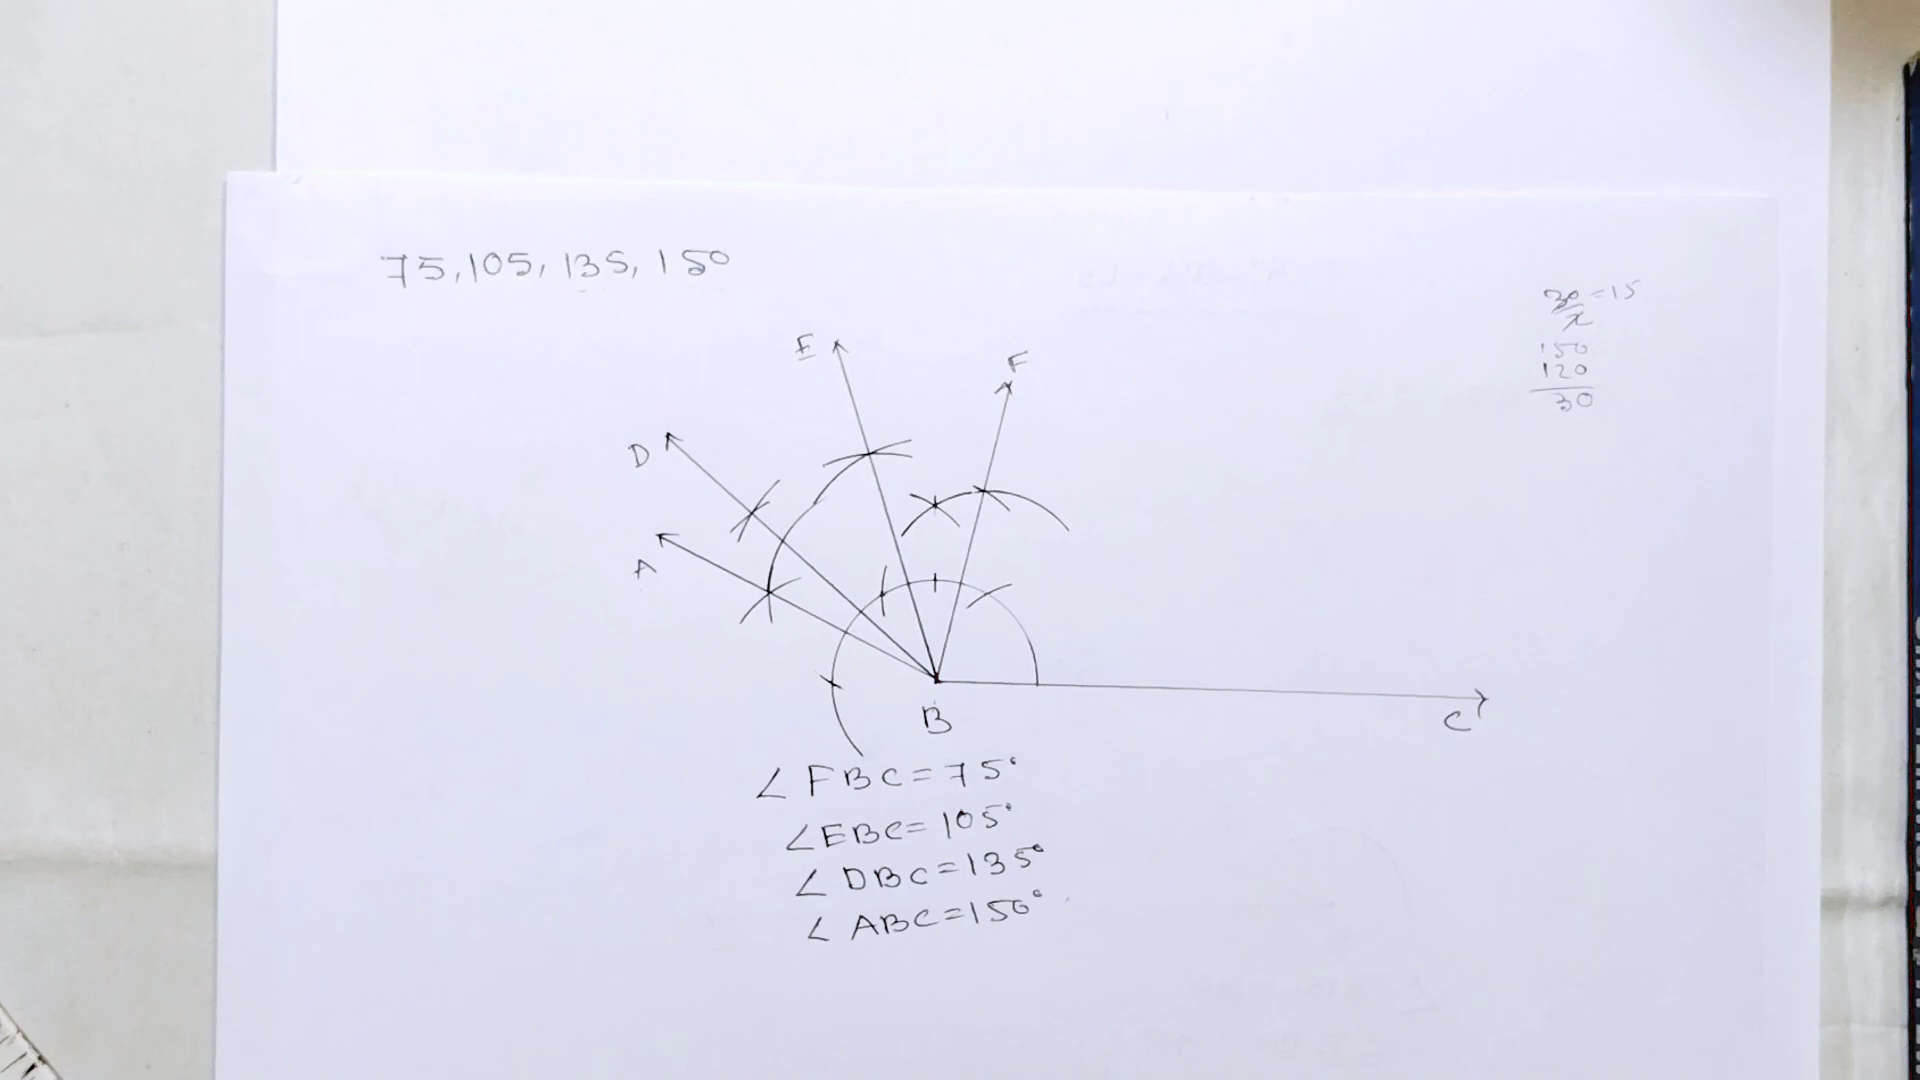 75, 105, 135, 150
30/x = 15
150
120
30
E
F
D
A
B
C
∠FBC = 75°
∠EBC = 105°
∠DBC = 135°
∠ABC = 150°